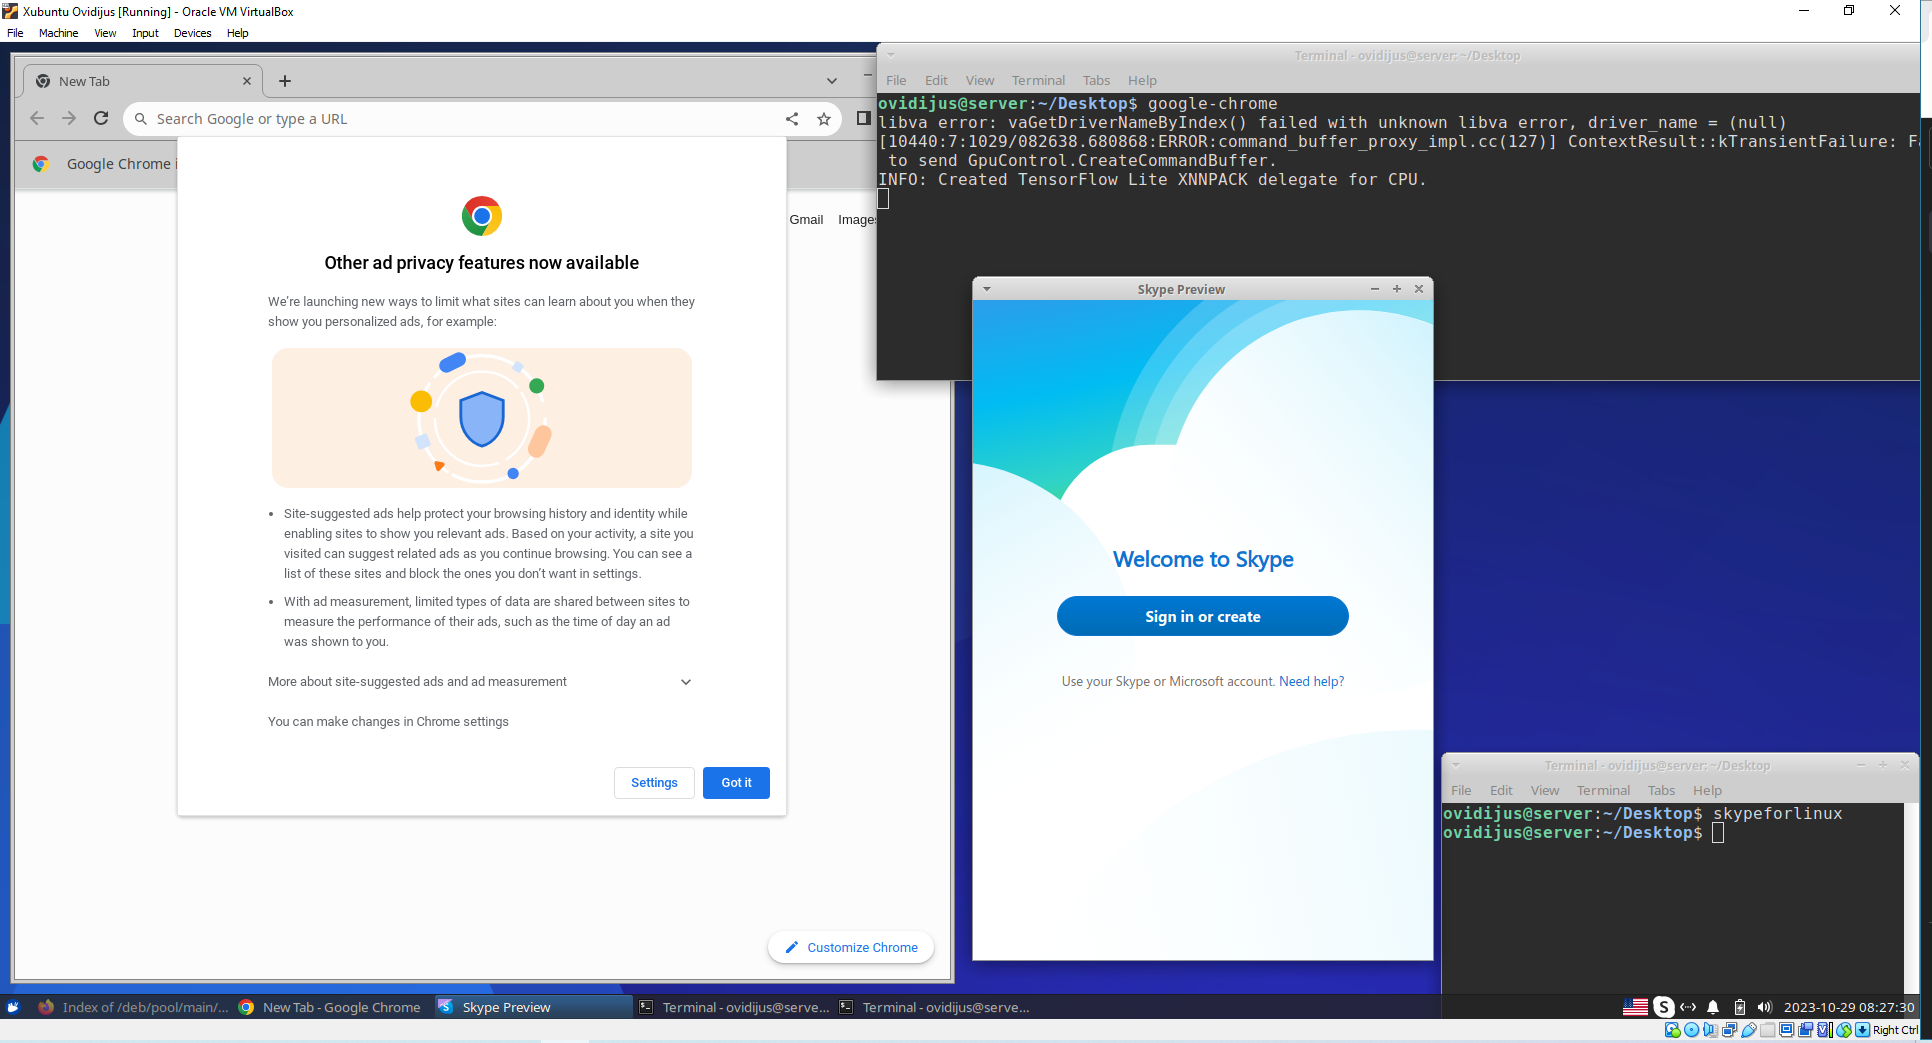 Xubuntu Ovidijus [Running] - Oracle VM VirtualBox
File Machine View Input Devices Help
New Tab
Search Google or type a URL
Google Chrome i
Gmail Images
Other ad privacy features now available
We're launching new ways to limit what sites can learn about you when they
show you personalized ads, for example:
• Site-suggested ads help protect your browsing history and identity while
enabling sites to show you relevant ads. Based on your activity, a site you
visited can suggest related ads as you continue browsing. You can see a
list of these sites and block the ones you don't want in settings.
• With ad measurement, limited types of data are shared between sites to
measure the performance of their ads, such as the time of day an ad
was shown to you.
More about site-suggested ads and ad measurement
You can make changes in Chrome settings
Settings Got it
Customize Chrome
Terminal - ovidijus@server: ~/Desktop
File Edit View Terminal Tabs Help
ovidijus@server:~/Desktop$ google-chrome
libva error: vaGetDriverNameByIndex() failed with unknown libva error, driver_name = (null)
[10440:7:1029/082638.680868:ERROR:command_buffer_proxy_impl.cc(127)] ContextResult::kTransientFailure: Fa
to send GpuControl.CreateCommandBuffer.
INFO: Created TensorFlow Lite XNNPACK delegate for CPU.
Skype Preview
Welcome to Skype
Sign in or create
Use your Skype or Microsoft account. Need help?
Terminal - ovidijus@server: ~/Desktop
File Edit View Terminal Tabs Help
ovidijus@server:~/Desktop$ skypeforlinux
ovidijus@server:~/Desktop$
Index of /deb/pool/main/... New Tab - Google Chrome Skype Preview Terminal - ovidijus@serve... Terminal - ovidijus@serve... 2023-10-29 08:27:30
Right Ctrl